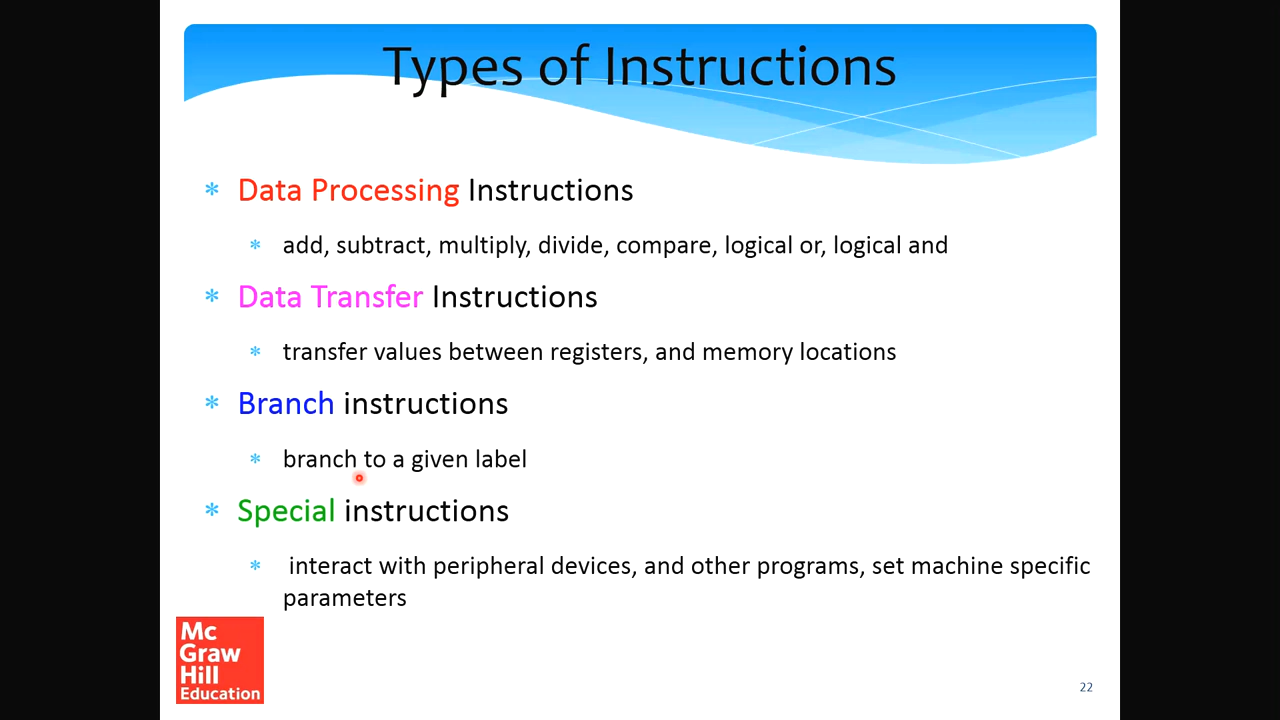 Types of Instructions
* Data Processing Instructions
* add, subtract, multiply, divide, compare, logical or, logical and
* Data Transfer Instructions
* transfer values between registers, and memory locations
* Branch instructions
* branch to a given label
* Special instructions
* interact with peripheral devices, and other programs, set machine specific
parameters
Mc
Graw
Hill
Education
22